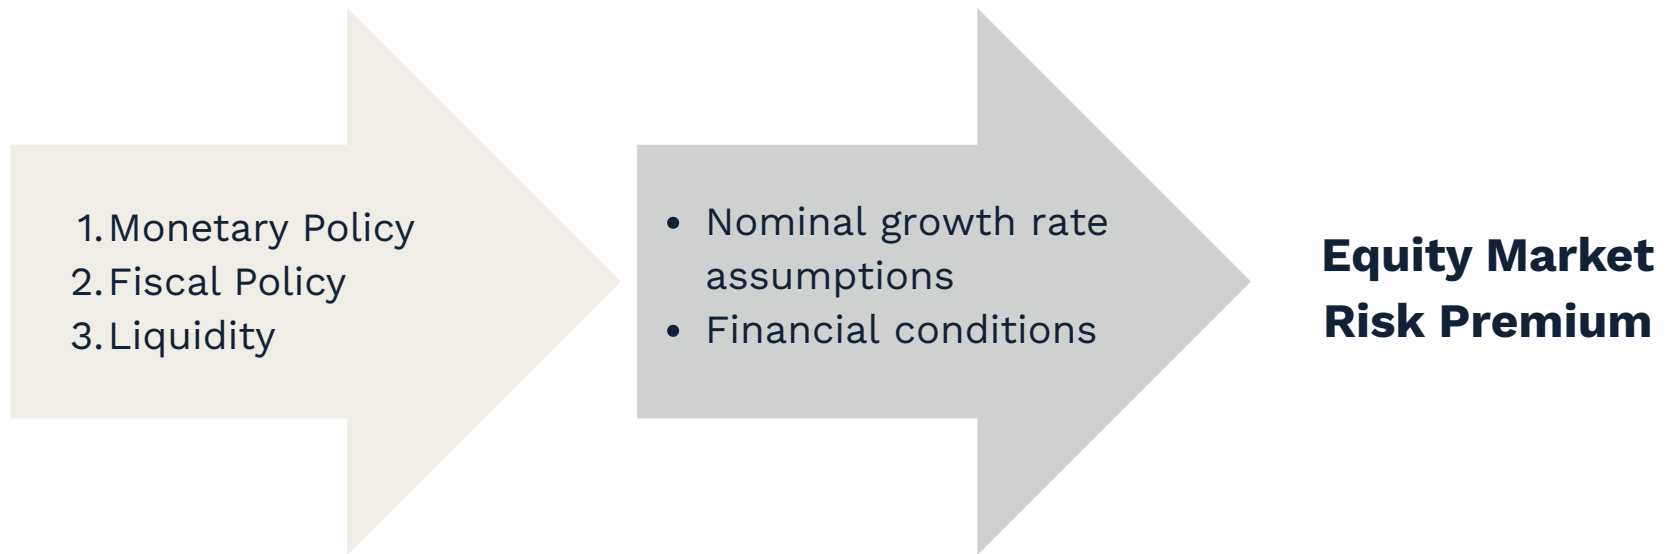 1. Monetary Policy
2. Fiscal Policy
3. Liquidity
• Nominal growth rate
assumptions
• Financial conditions
Equity Market
Risk Premium